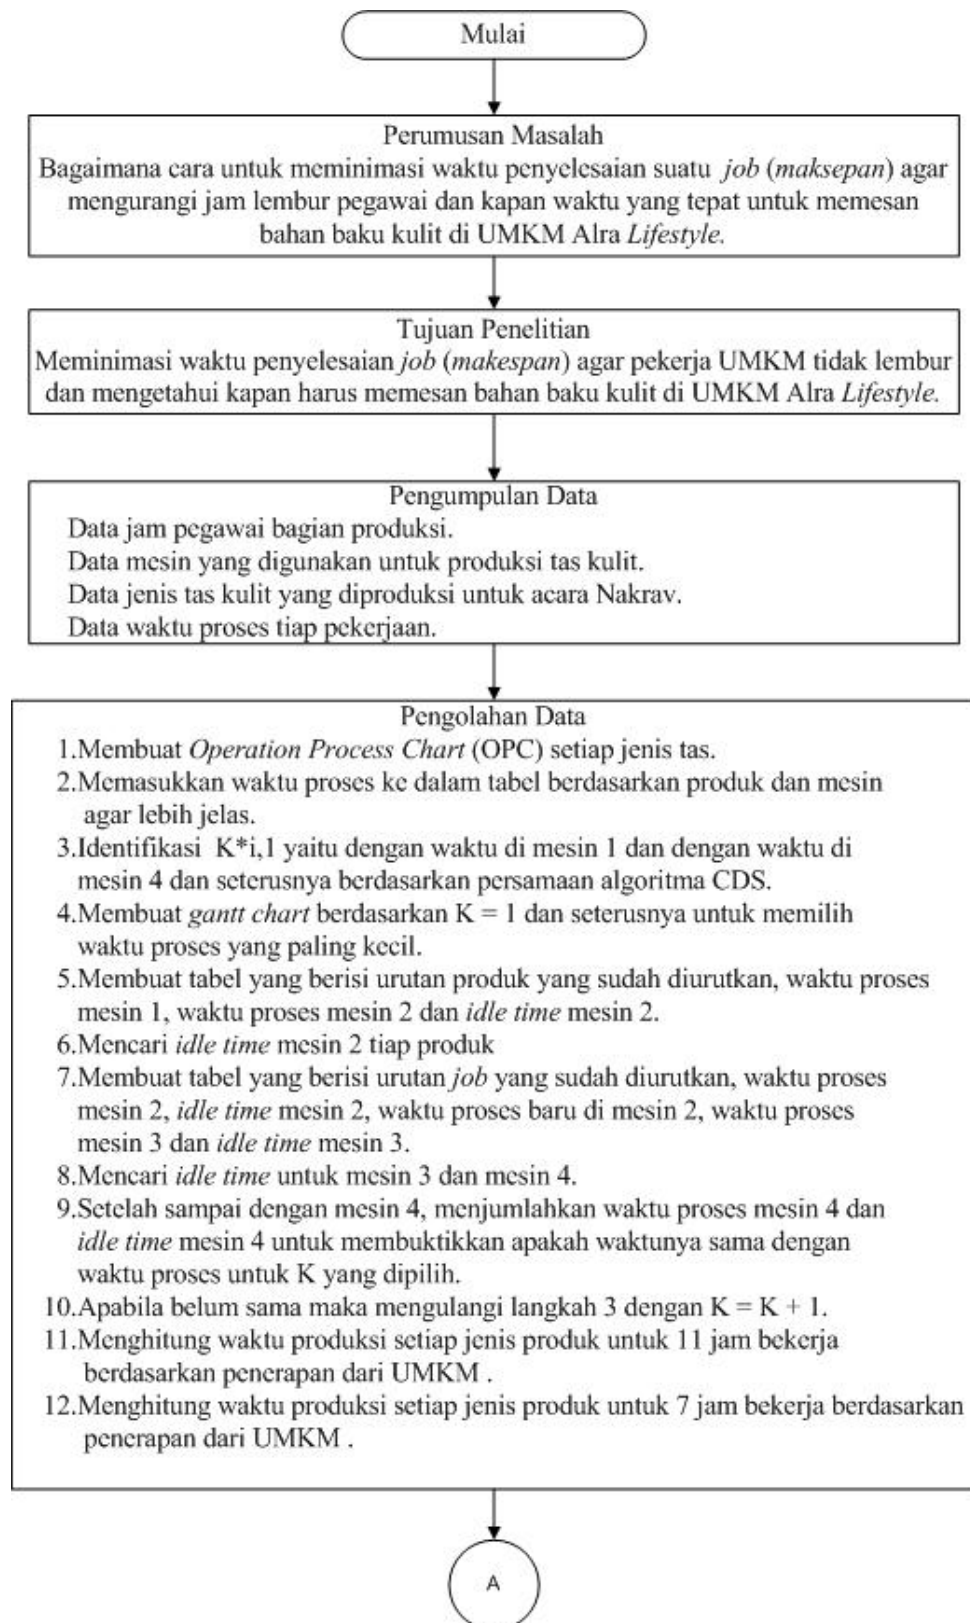 Mulai
Perumusan Masalah
Bagaimana cara untuk meminimasi waktu penyelesaian suatu job (maksepan) agar
mengurangi jam lembur pegawai dan kapan waktu yang tepat untuk memesan
bahan baku kulit di UMKM Alra Lifestyle.
Tujuan Penelitian
Meminimasi waktu penyelesaian job (makespan) agar pekerja UMKM tidak lembur
dan mengetahui kapan harus memesan bahan baku kulit di UMKM Alra Lifestyle.
Pengumpulan Data
Data jam pegawai bagian produksi.
Data mesin yang digunakan untuk produksi tas kulit.
Data jenis tas kulit yang diproduksi untuk acara Nakrav.
Data waktu proses tiap pekerjaan.
Pengolahan Data
1.Membuat Operation Process Chart (OPC) setiap jenis tas.
2.Memasukkan waktu proses ke dalam tabel berdasarkan produk dan mesin
agar lebih jelas.
3.Identifikasi K*i,1 yaitu dengan waktu di mesin 1 dan dengan waktu di
mesin 4 dan seterusnya berdasarkan persamaan algoritma CDS.
4.Membuat gantt chart berdasarkan K = 1 dan seterusnya untuk memilih
waktu proses yang paling kecil.
5.Membuat tabel yang berisi urutan produk yang sudah diurutkan, waktu proses
mesin 1, waktu proses mesin 2 dan idle time mesin 2.
6.Mencari idle time mesin 2 tiap produk
7.Membuat tabel yang berisi urutan job yang sudah diurutkan, waktu proses
mesin 2, idle time mesin 2, waktu proses baru di mesin 2, waktu proses
mesin 3 dan idle time mesin 3.
8.Mencari idle time untuk mesin 3 dan mesin 4.
9.Setelah sampai dengan mesin 4, menjumlahkan waktu proses mesin 4 dan
idle time mesin 4 untuk membuktikkan apakah waktunya sama dengan
waktu proses untuk K yang dipilih.
10.Apabila belum sama maka mengulangi langkah 3 dengan K = K + 1.
11.Menghitung waktu produksi setiap jenis produk untuk 11 jam bekerja
berdasarkan penerapan dari UMKM .
12.Menghitung waktu produksi setiap jenis produk untuk 7 jam bekerja berdasarkan
penerapan dari UMKM .
A